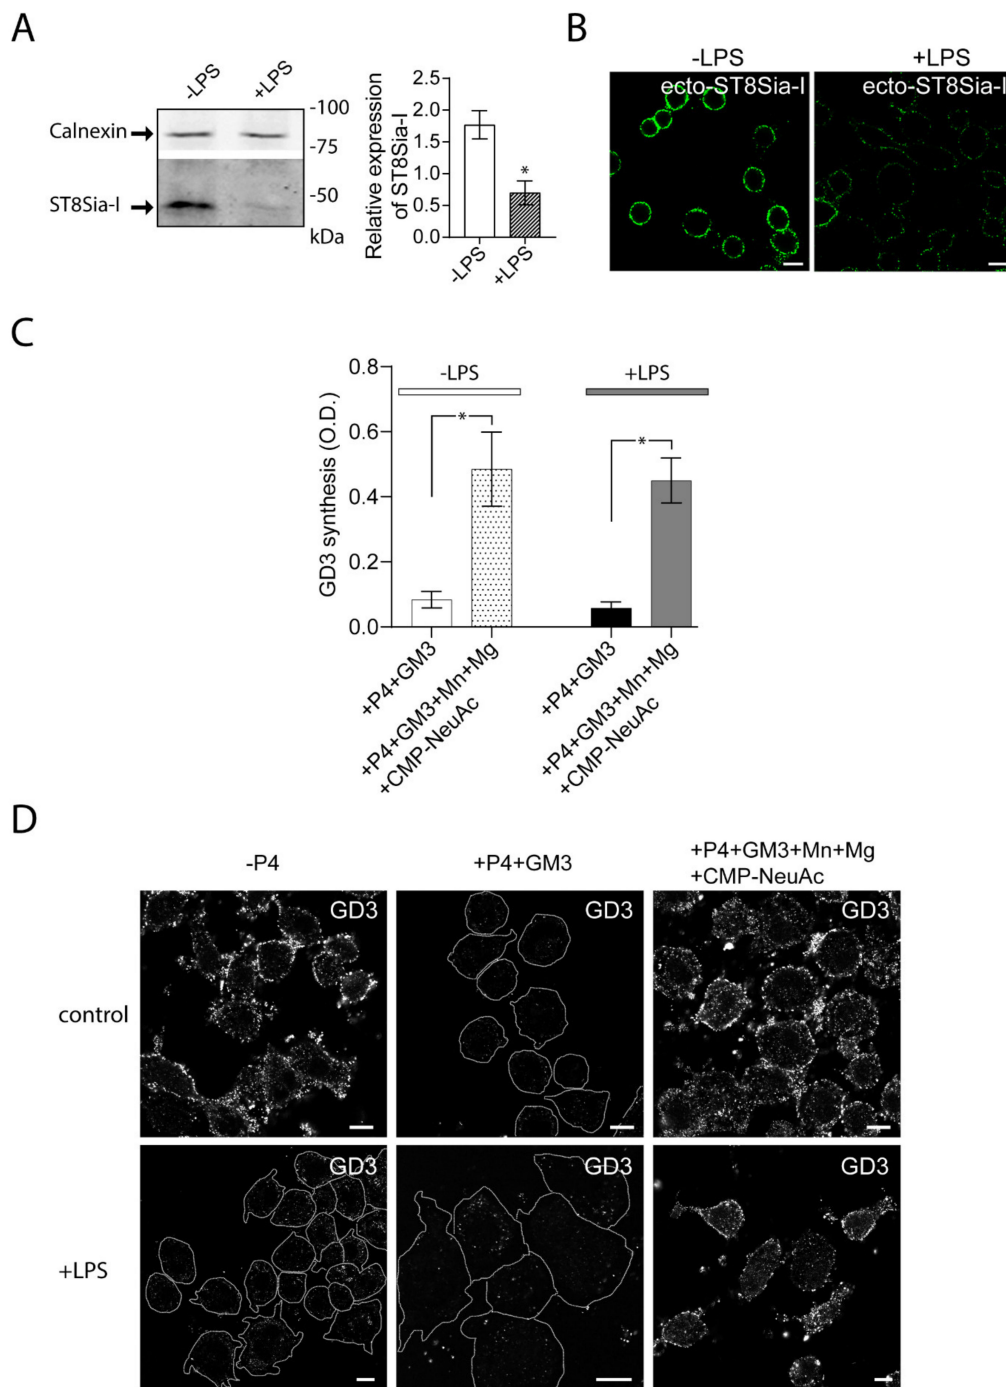 A
-LPS
+LPS
Calnexin
-100
-75
ST8Sia-I
-50
kDa
Relative expression
of ST8Sia-I
2.5
2.0
1.5
1.0
0.5
0.0
*
-LPS
+LPS
B
-LPS
+LPS
ecto-ST8Sia-I
ecto-ST8Sia-I
C
GD3 synthesis (O.D.)
0.8
0.6
0.4
0.2
0.0
-LPS
+LPS
*
*
+P4+GM3
+P4+GM3+Mn+Mg
+CMP-NeuAc
+P4+GM3
+P4+GM3+Mn+Mg
+CMP-NeuAc
D
-P4
+P4+GM3
+P4+GM3+Mn+Mg
+CMP-NeuAc
control
GD3
GD3
GD3
+LPS
GD3
GD3
GD3